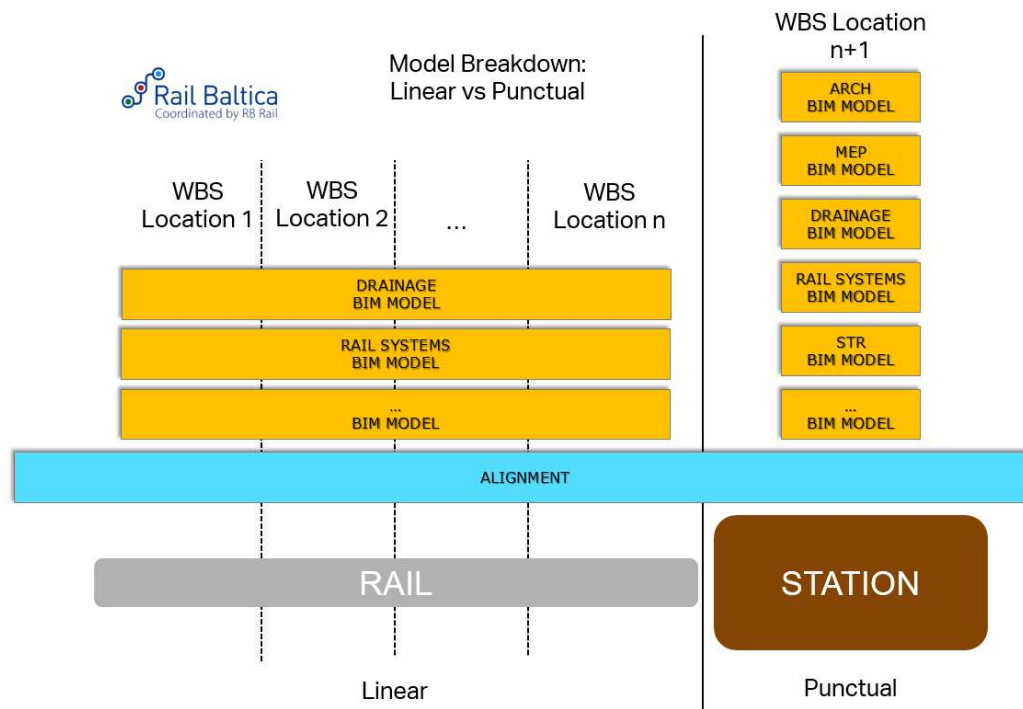 Rail Baltica
Coordinated by RB Rail
Model Breakdown:
Linear vs Punctual
WBS
Location 1
WBS
Location 2
...
WBS
Location n
DRAINAGE
BIM MODEL
RAIL SYSTEMS
BIM MODEL
...
BIM MODEL
WBS Location
n+1
ARCH
BIM MODEL
MEP
BIM MODEL
DRAINAGE
BIM MODEL
RAIL SYSTEMS
BIM MODEL
STR
BIM MODEL
...
BIM MODEL
ALIGNMENT
RAIL
STATION
Linear
Punctual